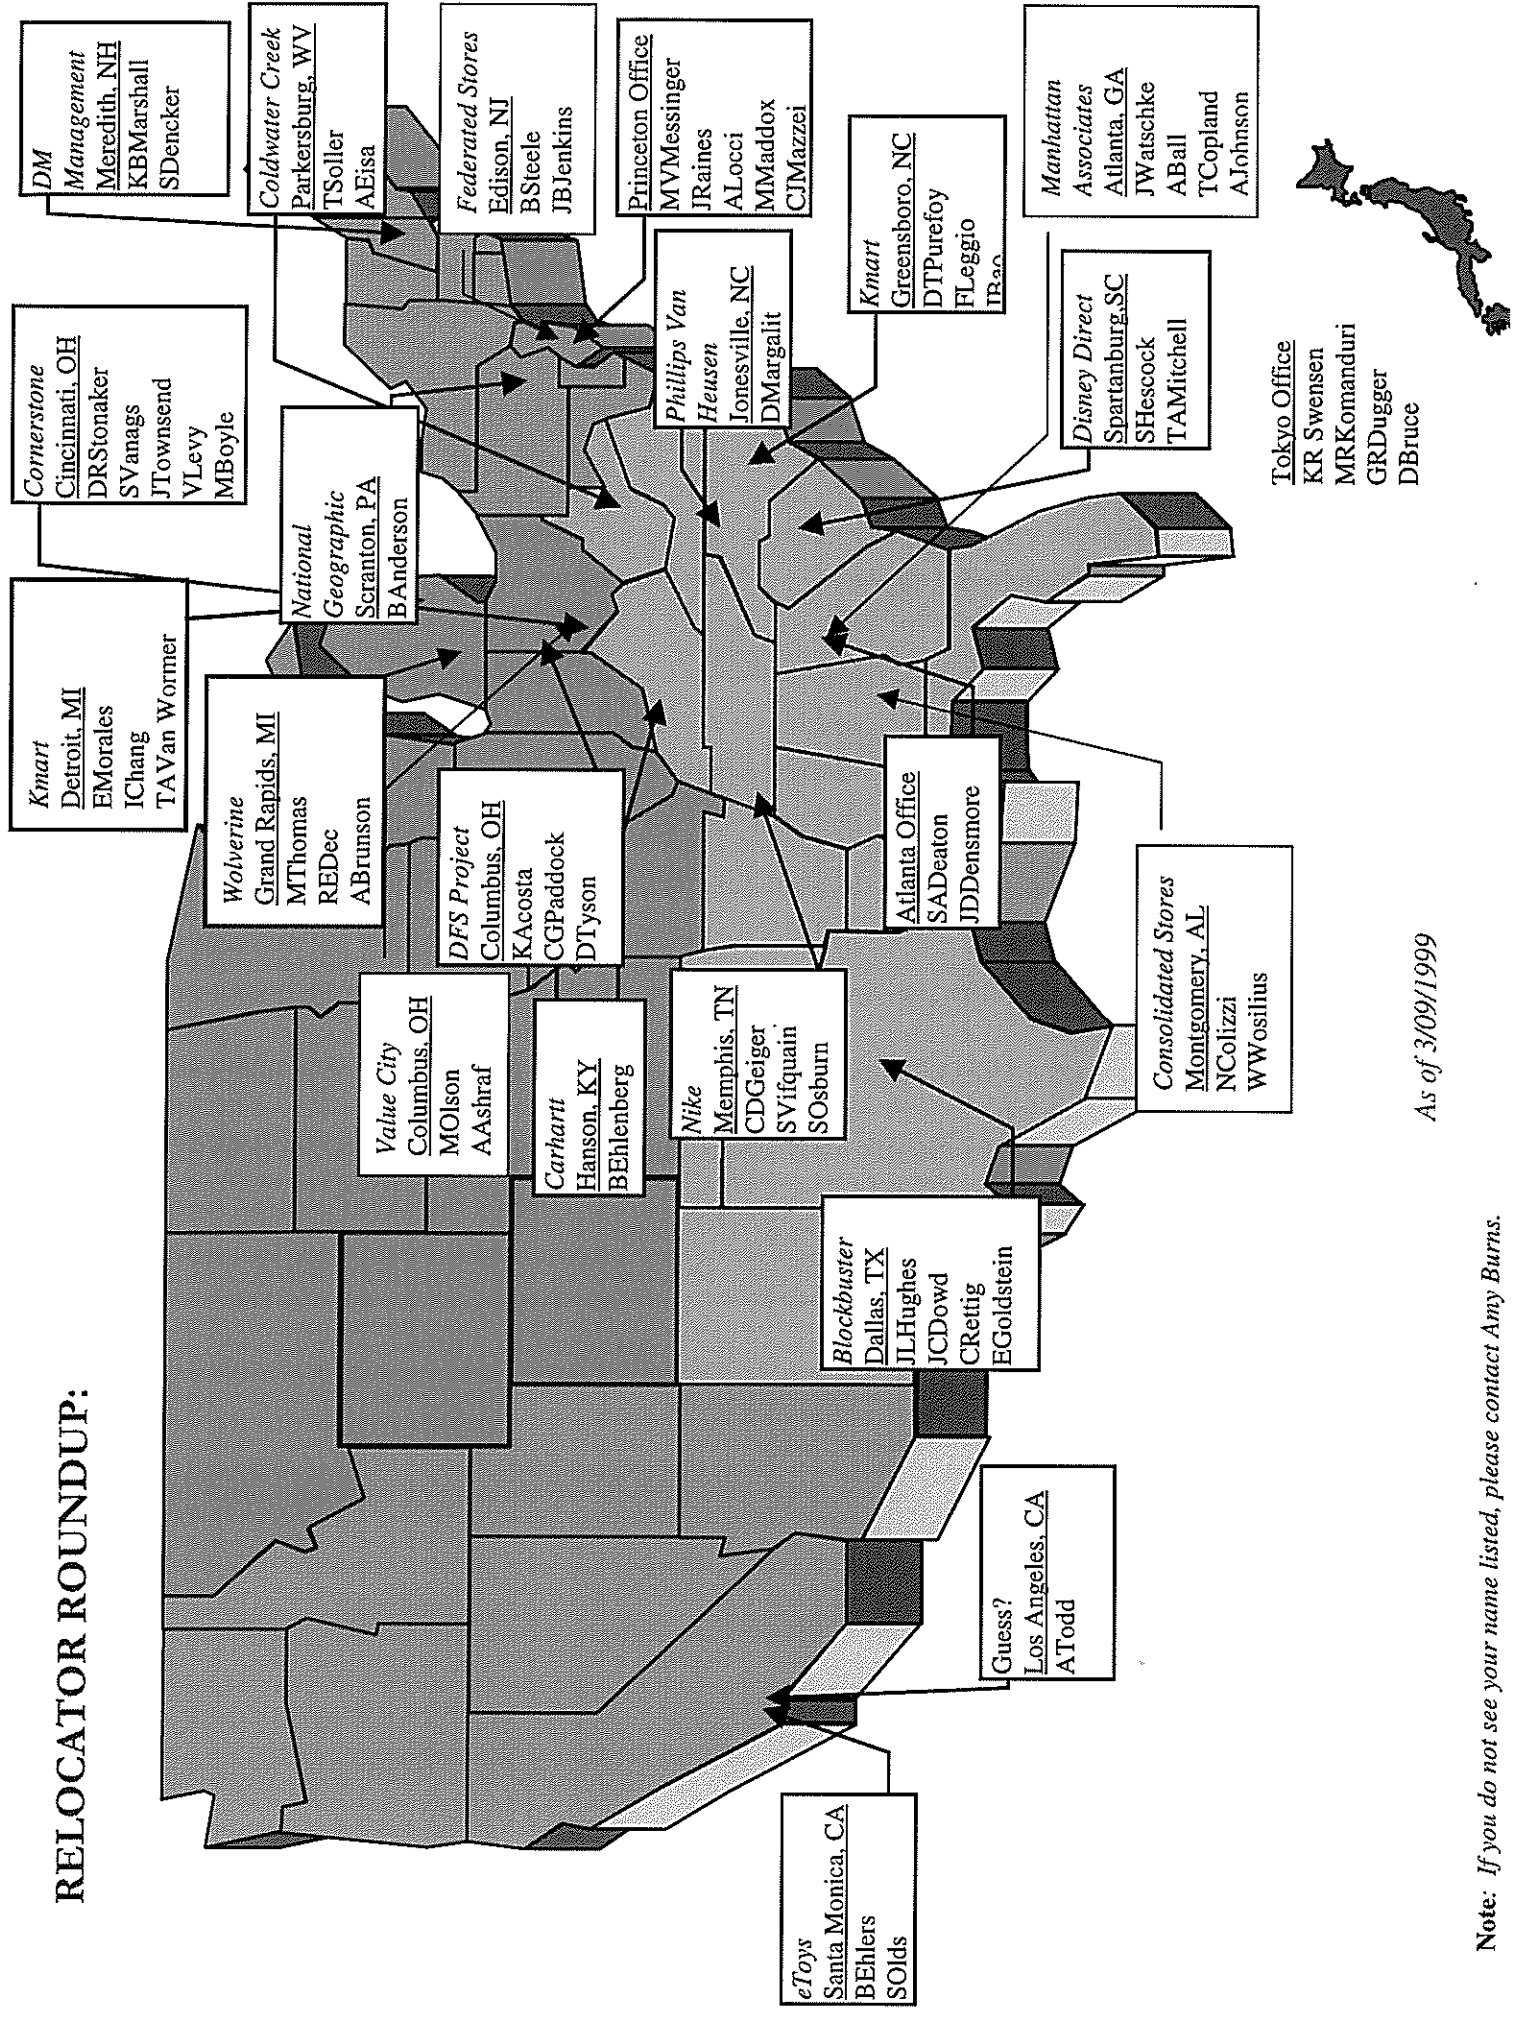 RELOCATOR ROUNDUP:
Kmart
Detroit, MI
EMorales
IChang
TAVan Wormer
Cornerstone
Cincinnati, OH
DRStonaker
SVanags
JTownsend
VLevy
MBoyle
DM
Management
Meredith, NH
KBMarshall
SDencker
Wolverine
Grand Rapids, MI
MThomas
REDec
ABrunson
National
Geographic
Scranton, PA
BAnderson
Coldwater Creek
Parkersburg, WV
TSoller
AEisa
Value City
Columbus, OH
MOlson
AAshraf
DFS Project
Columbus, OH
KAcosta
CGPaddock
DTyson
Federated Stores
Edison, NJ
BSteele
JBJenkins
Carhartt
Hanson, KY
BEhlenberg
Princeton Office
MVMessinger
JRaines
ALocci
MMaddox
CJMazzei
Nike
Memphis, TN
CDGeiger
SVifquain
SOsburn
Phillips Van
Heusen
Jonesville, NC
DMargalit
eToys
Santa Monica, CA
BEhlers
SOlds
Blockbuster
Dallas, TX
JLHughes
JCDowd
CRettig
EGoldstein
Atlanta Office
SADeaton
JDDensmore
Kmart
Greensboro, NC
DTPurefoy
FLeggio
Guess?
Los Angeles, CA
ATodd
Manhattan
Associates
Atlanta, GA
JWatschke
ABall
TCopland
AJohnson
Disney Direct
Spartanburg,SC
SHescock
TAMitchell
Consolidated Stores
Montgomery, AL
NColizzi
WWosilius
Tokyo Office
KR Swensen
MRKomanduri
GRDugger
DBruce
As of 3/09/1999
Note: If you do not see your name listed, please contact Amy Burns.